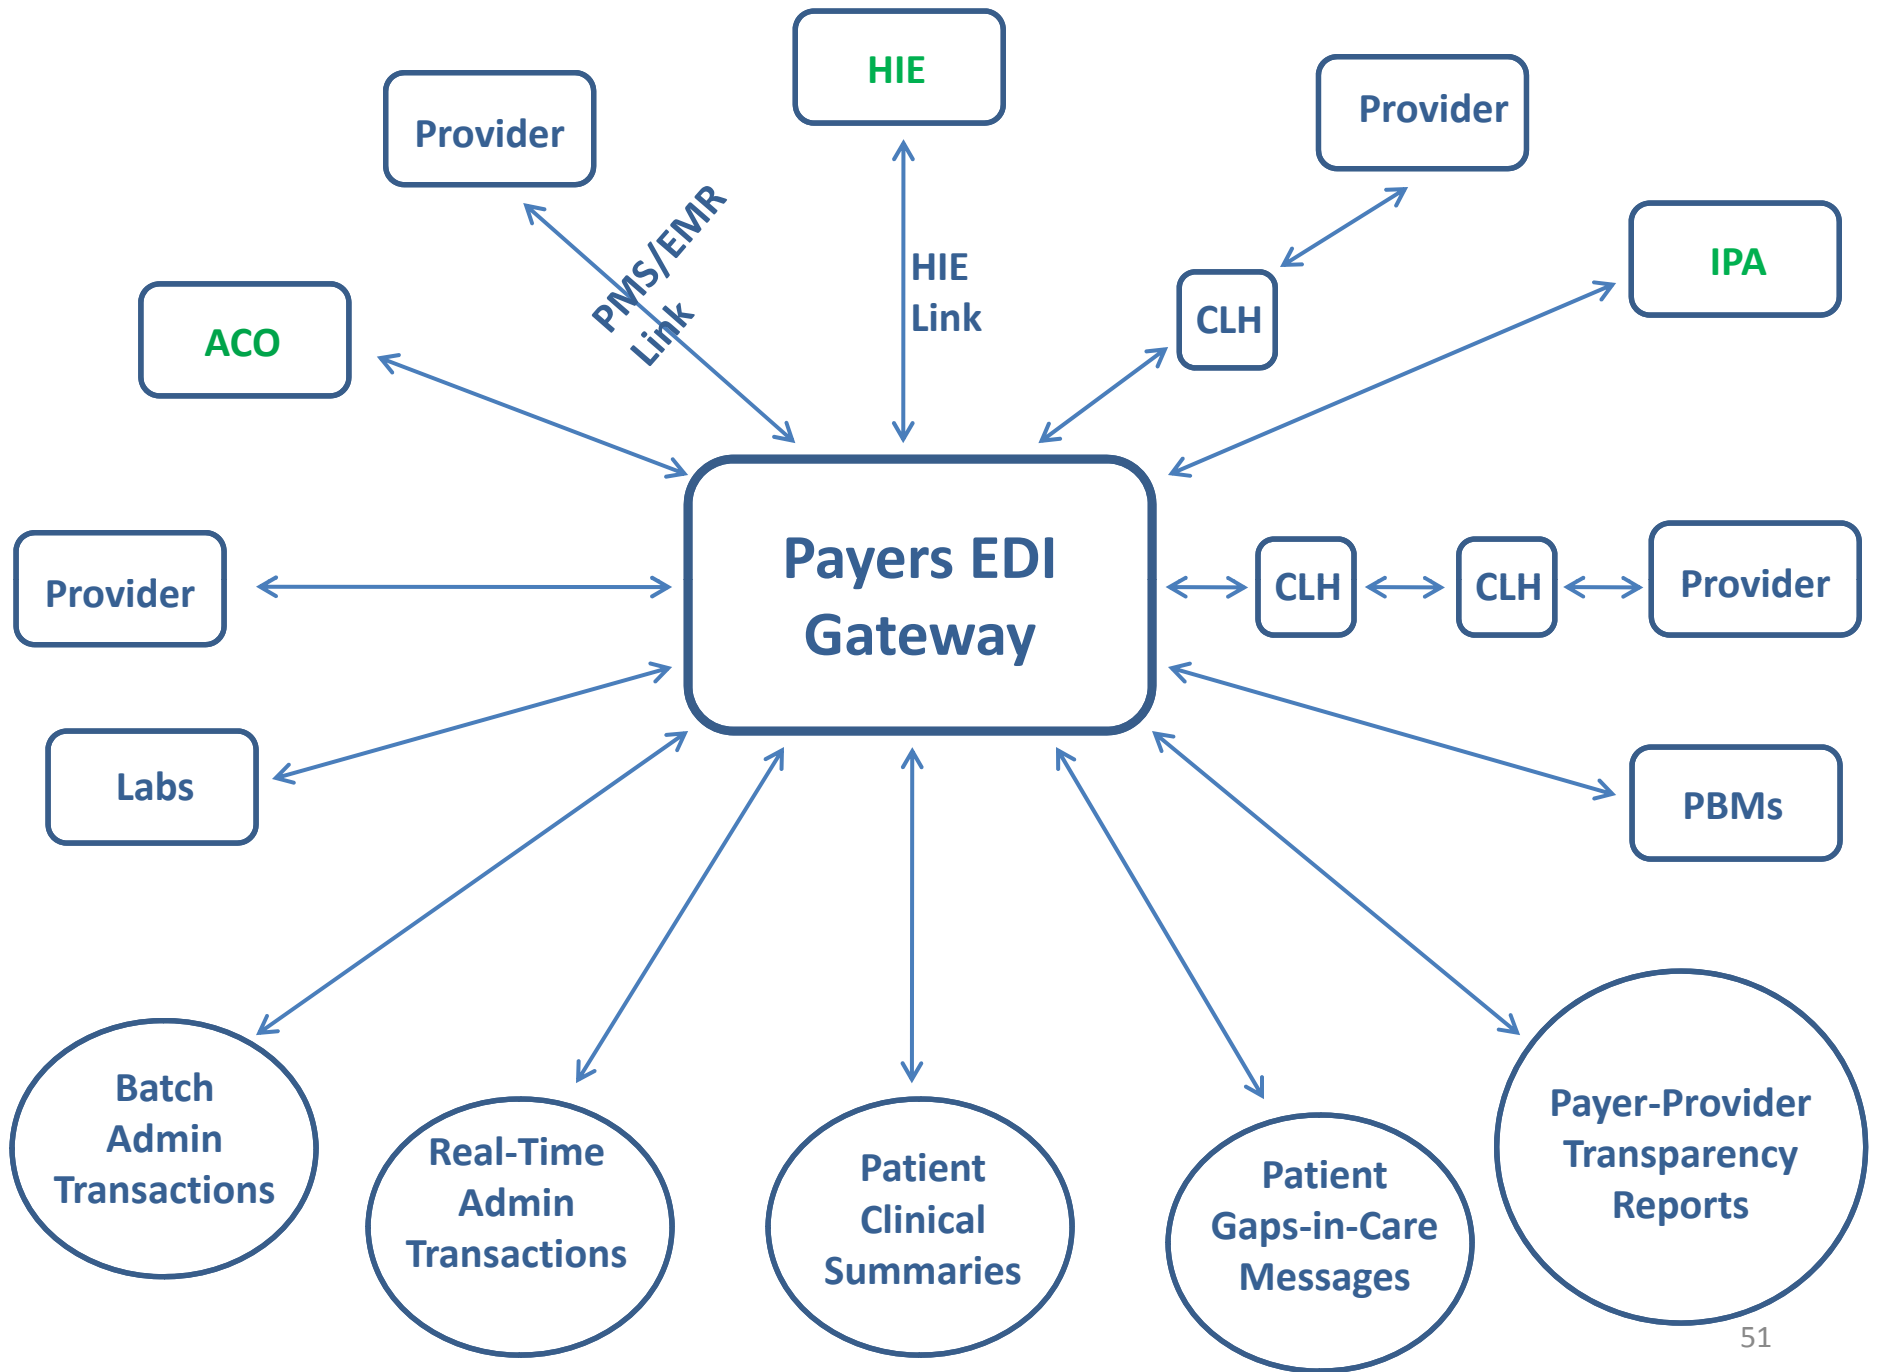 HIE
Provider
Provider
PMS/EMR
Link
HIE
Link
IPA
CLH
ACO
Payers EDI
Gateway
Provider
CLH
CLH
Provider
Labs
PBMs
Batch
Admin
Transactions
Real-Time
Admin
Transactions
Patient
Clinical
Summaries
Patient
Gaps-in-Care
Messages
Payer-Provider
Transparency
Reports
51